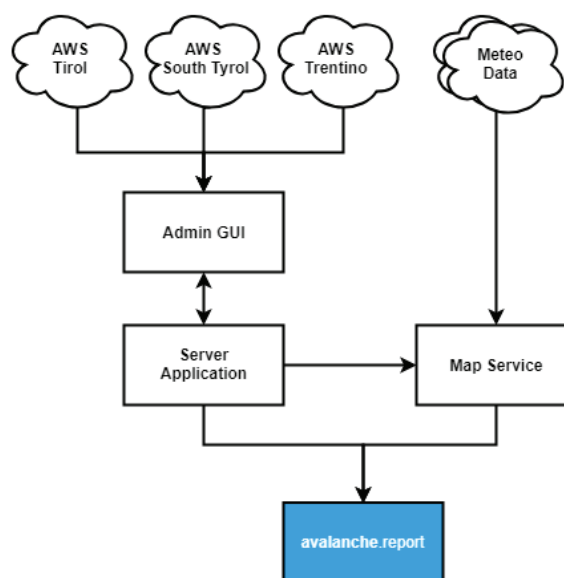 AWS
Tirol
AWS
South Tyrol
AWS
Trentino
Meteo
Data
Admin GUI
Server
Application
Map Service
avalanche.report